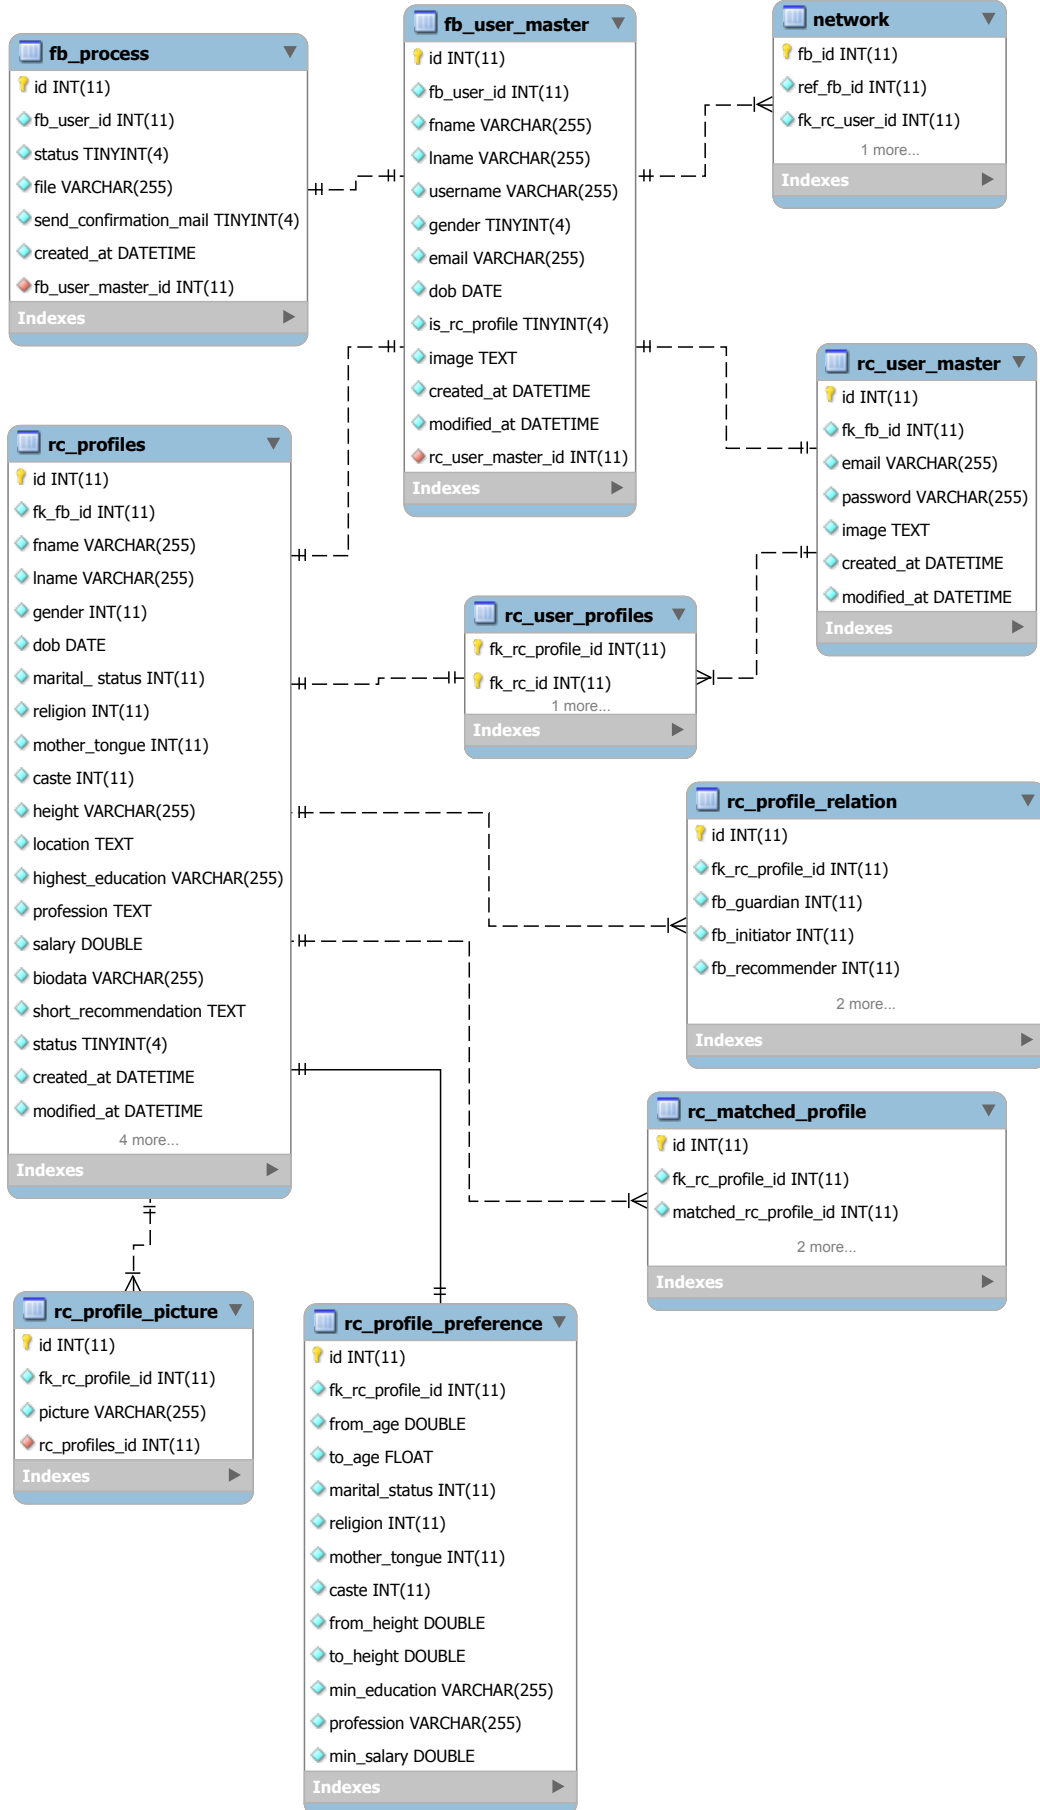 fb_process
id INT(11)
fb_user_id INT(11)
status TINYINT(4)
file VARCHAR(255)
send_confirmation_mail TINYINT(4)
created_at DATETIME
fb_user_master_id INT(11)
Indexes
fb_user_master
id INT(11)
fb_user_id INT(11)
fname VARCHAR(255)
lname VARCHAR(255)
username VARCHAR(255)
gender TINYINT(4)
email VARCHAR(255)
dob DATE
is_rc_profile TINYINT(4)
image TEXT
created_at DATETIME
modified_at DATETIME
rc_user_master_id INT(11)
Indexes
network
fb_id INT(11)
ref_fb_id INT(11)
fk_rc_user_id INT(11)
1 more...
Indexes
rc_user_master
id INT(11)
fk_fb_id INT(11)
email VARCHAR(255)
password VARCHAR(255)
image TEXT
created_at DATETIME
modified_at DATETIME
Indexes
rc_profiles
id INT(11)
fk_fb_id INT(11)
fname VARCHAR(255)
lname VARCHAR(255)
gender INT(11)
dob DATE
marital_ status INT(11)
religion INT(11)
mother_tongue INT(11)
caste INT(11)
height VARCHAR(255)
location TEXT
highest_education VARCHAR(255)
profession TEXT
salary DOUBLE
biodata VARCHAR(255)
short_recommendation TEXT
status TINYINT(4)
created_at DATETIME
modified_at DATETIME
4 more...
Indexes
rc_user_profiles
fk_rc_profile_id INT(11)
fk_rc_id INT(11)
1 more...
Indexes
rc_profile_relation
id INT(11)
fk_rc_profile_id INT(11)
fb_guardian INT(11)
fb_initiator INT(11)
fb_recommender INT(11)
2 more...
Indexes
rc_matched_profile
id INT(11)
fk_rc_profile_id INT(11)
matched_rc_profile_id INT(11)
2 more...
Indexes
rc_profile_picture
id INT(11)
fk_rc_profile_id INT(11)
picture VARCHAR(255)
rc_profiles_id INT(11)
Indexes
rc_profile_preference
id INT(11)
fk_rc_profile_id INT(11)
from_age DOUBLE
to_age FLOAT
marital_status INT(11)
religion INT(11)
mother_tongue INT(11)
caste INT(11)
from_height DOUBLE
to_height DOUBLE
min_education VARCHAR(255)
profession VARCHAR(255)
min_salary DOUBLE
Indexes